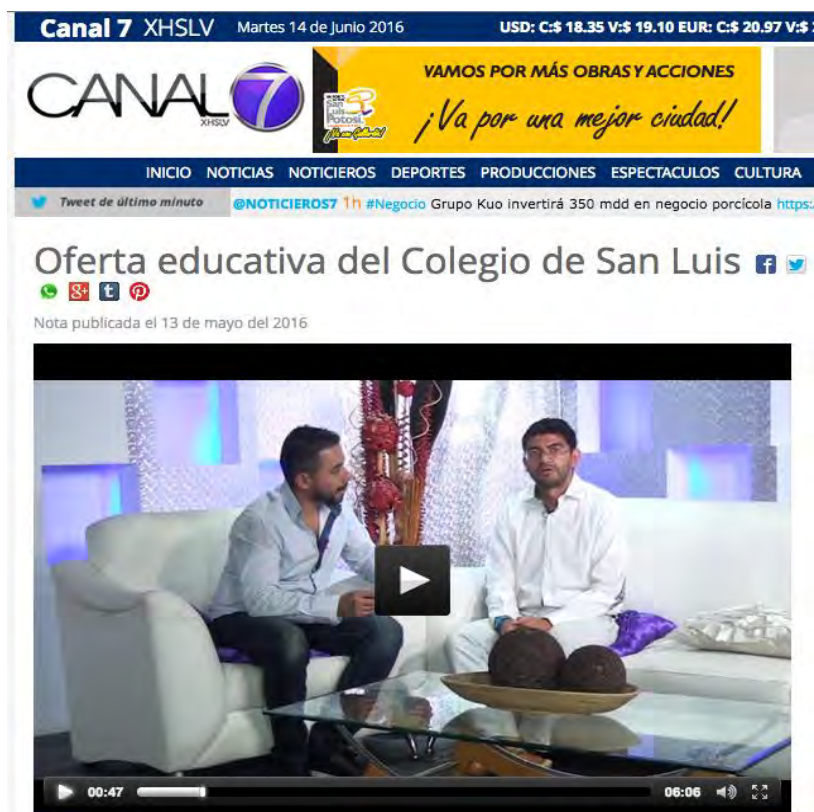 Canal 7 XHSLV Martes 14 de Junio 2016 USD: C:$ 18.35 V:$ 19.10 EUR: C:$ 20.97 V:$
CANAL 7
XHSLV
San Luis Potosí
VAMOS POR MÁS OBRAS Y ACCIONES
¡Va por una mejor ciudad!
INICIO NOTICIAS NOTICIEROS DEPORTES PRODUCCIONES ESPECTACULOS CULTURA
Tweet de último minuto @NOTICIEROS7 1h #Negocio Grupo Kuo invertirá 350 mdd en negocio porcícola https:
Oferta educativa del Colegio de San Luis
Nota publicada el 13 de mayo del 2016
00:47 06:06